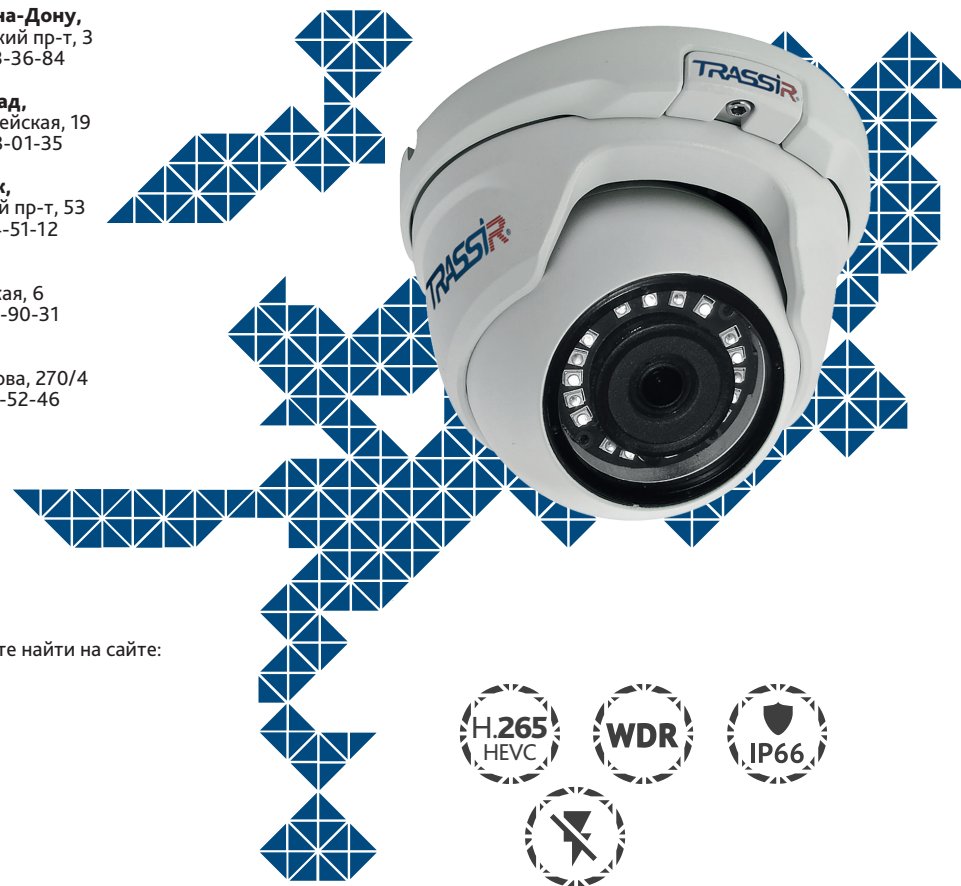 на-Дону,
кий пр-т, 3
3-36-84
ад,
ейская, 19
3-01-35
к,
й пр-т, 53
4-51-12
кая, 6
-90-31
ова, 270/4
-52-46
те найти на сайте:
TRASSIR
TRASSIR
H.265
HEVC
WDR
IP66